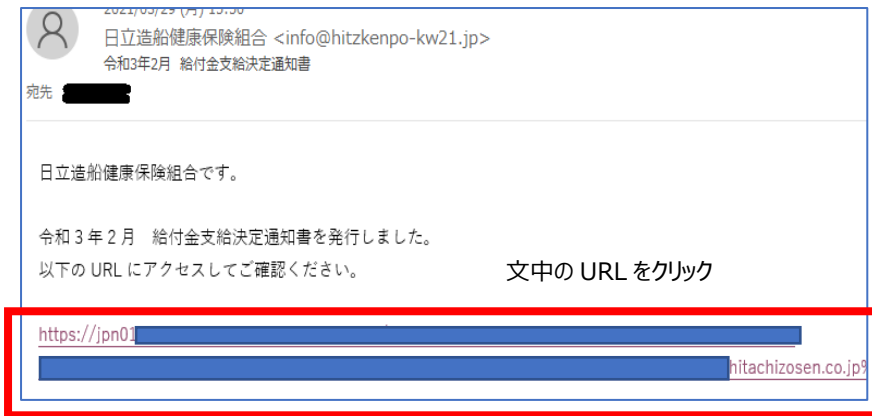 2021/03/29 (月) 15:50
日立造船健康保険組合 <info@hitzkenpo-kw21.jp>
令和3年2月 給付金支給決定通知書
宛先
日立造船健康保険組合です。
令和３年２月　給付金支給決定通知書を発行しました。
以下の URL にアクセスしてご確認ください。
文中の URL をクリック
https://jpn01
hitachizosen.co.jp%